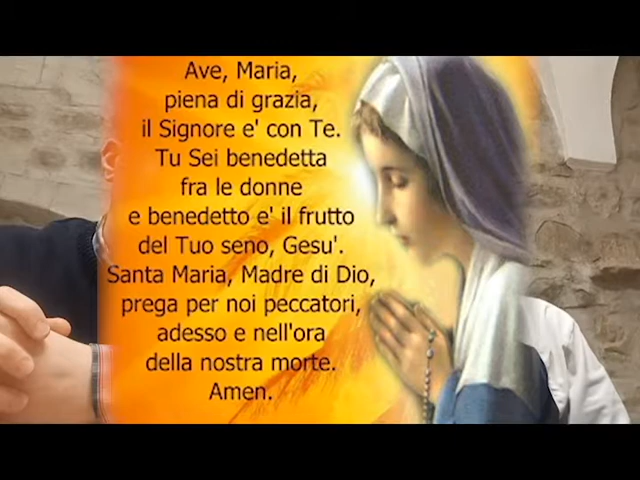 Ave, Maria,
piena di grazia,
il Signore e' con Te.
Tu Sei benedetta
fra le donne
e benedetto e' il frutto
del Tuo seno, Gesu'.
Santa Maria, Madre di Dio,
prega per noi peccatori,
adesso e nell'ora
della nostra morte.
Amen.